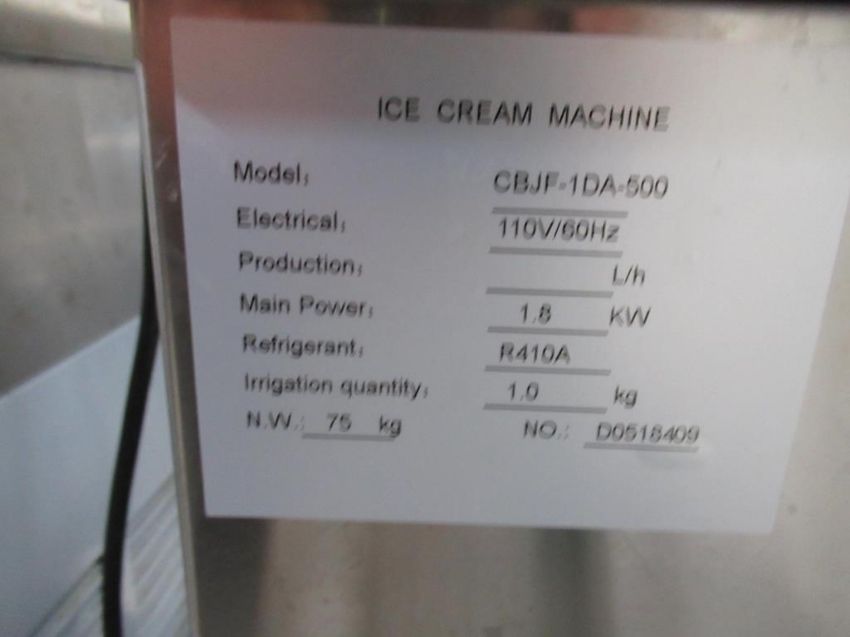 ICE CREAM MACHINE
Model: CBJF-1DA-500
Electrical: 110V/60Hz
Production: L/h
Main Power: 1.8 KW
Refrigerant: R410A
Irrigation quantity: 1.0 kg
N.W.: 75 kg NO.: D0518409